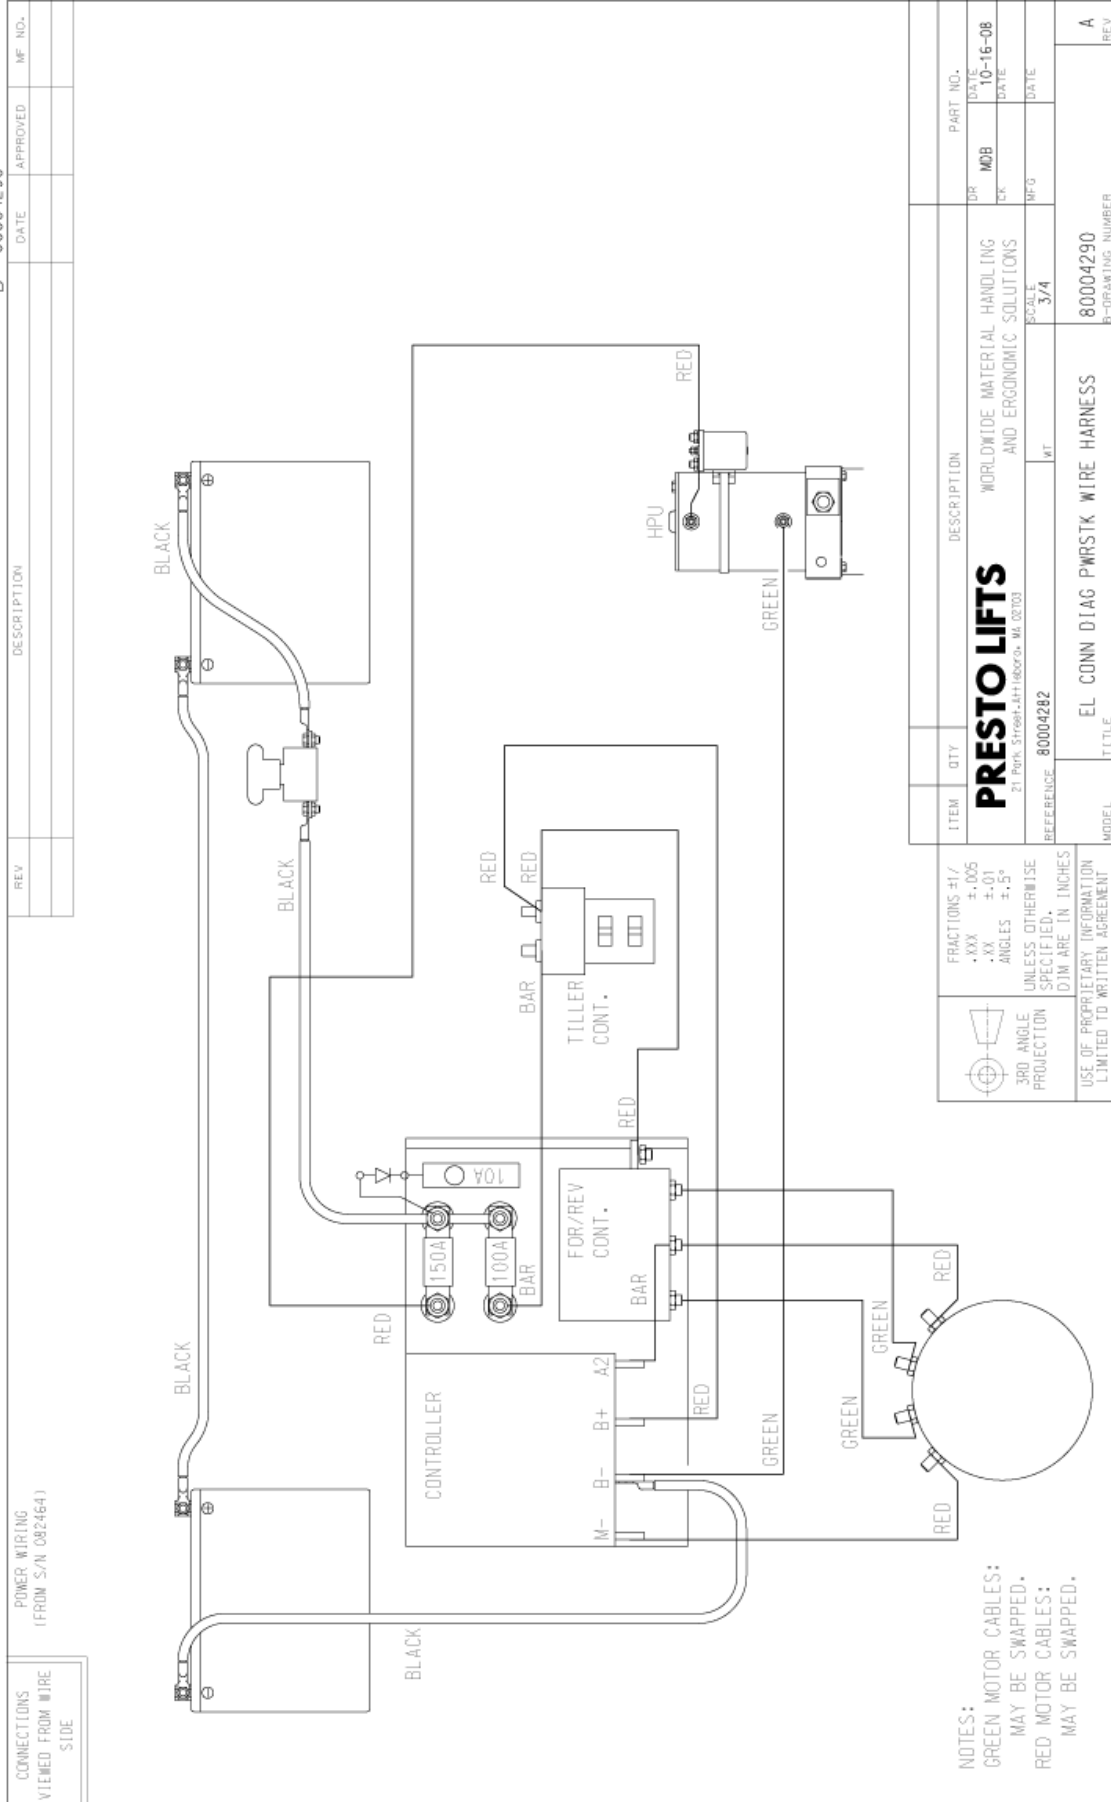 CONNECTIONS
VIEWED FROM WIRE
SIDE
POWER WIRING
(FROM S/N 082464)
REV
DESCRIPTION
DATE
APPROVED
MF NO.
BLACK
BLACK
BLACK
BLACK
RED
150A
100A
10A
BAR
CONTROLLER
M-
B-
B+
A2
FOR/REV
CONT.
BAR
RED
RED
RED
BAR
TILLER
CONT.
RED
HPU
GREEN
RED
GREEN
GREEN
GREEN
RED
RED
NOTES:
GREEN MOTOR CABLES:
MAY BE SWAPPED.
RED MOTOR CABLES:
MAY BE SWAPPED.
3RD ANGLE
PROJECTION
FRACTIONS ±1/
.XXX ±.005
.XX ±.01
ANGLES ±.5°
UNLESS OTHERWISE
SPECIFIED.
DIM ARE IN INCHES
USE OF PROPRIETARY INFORMATION
LIMITED TO WRITTEN AGREEMENT
ITEM
QTY
DESCRIPTION
PART NO.
PRESTO LIFTS
21 Park Street, Attleboro, MA 02703
WORLDWIDE MATERIAL HANDLING
AND ERGONOMIC SOLUTIONS
DR MDB
DATE 10-16-08
CK
DATE
MFG
DATE
REFERENCE 80004282
WT
SCALE 3/4
MODEL
TITLE
EL CONN DIAG PWRSTK WIRE HARNESS
80004290
B-DRAWING NUMBER
A
REV